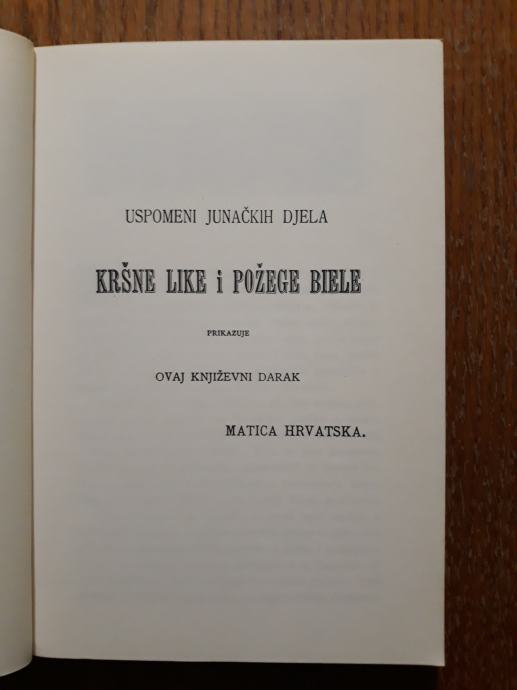 USPOMENI JUNAČKIH DJELA
KRŠNE LIKE i POŽEGE BIELE
PRIKAZUJE
OVAJ KNJIŽEVNI DARAK
MATICA HRVATSKA.